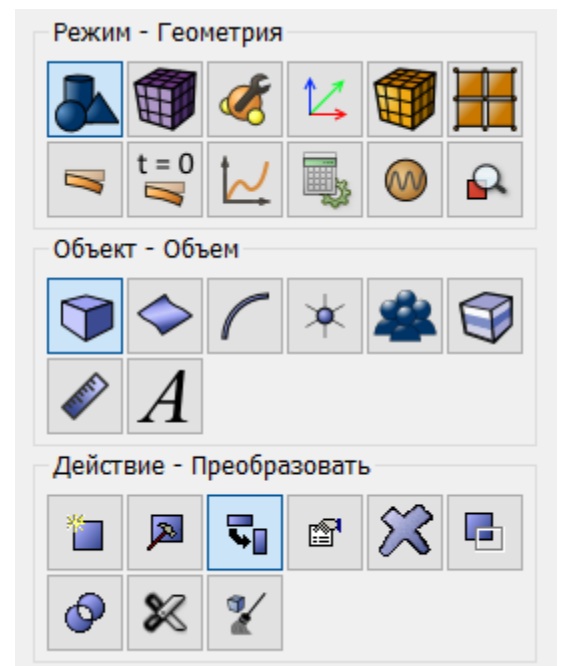 Режим - Геометрия
t = 0
Объект - Объем
A
Действие - Преобразовать